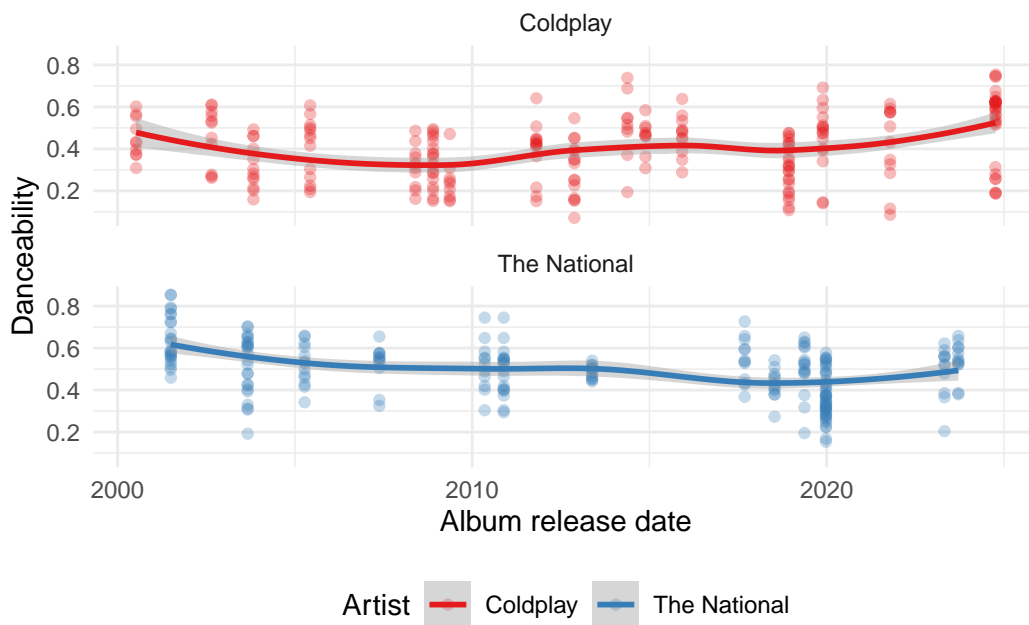 Coldplay
0.8
0.6
0.4
0.2
The National
0.8
0.6
0.4
0.2
Danceability
2000 2010 2020
Album release date
Artist Coldplay The National